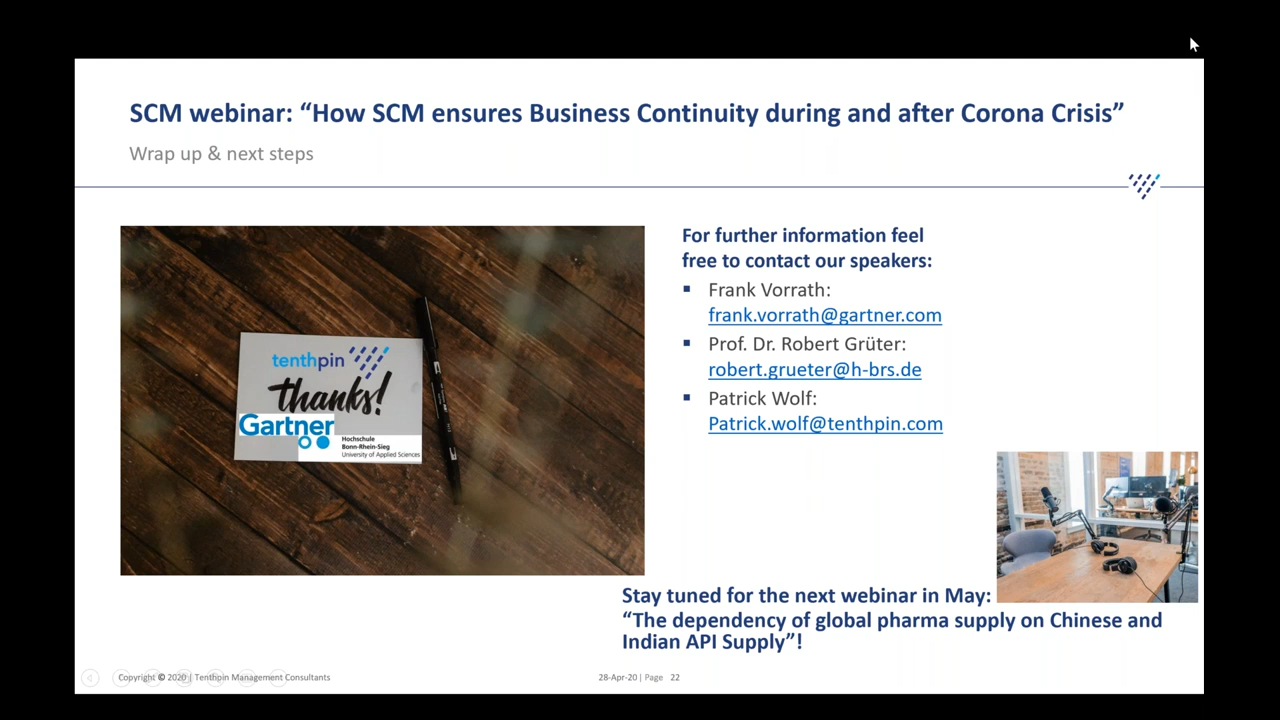 SCM webinar: “How SCM ensures Business Continuity during and after Corona Crisis”
Wrap up & next steps
tenthpin
thanks!
Gartner
Hochschule
Bonn-Rhein-Sieg
University of Applied Sciences
For further information feel
free to contact our speakers:
▪ Frank Vorrath:
frank.vorrath@gartner.com
▪ Prof. Dr. Robert Grüter:
robert.grueter@h-brs.de
▪ Patrick Wolf:
Patrick.wolf@tenthpin.com
Stay tuned for the next webinar in May:
“The dependency of global pharma supply on Chinese and
Indian API Supply”!
Copyright © 2020 | Tenthpin Management Consultants
28-Apr-20 | Page 22